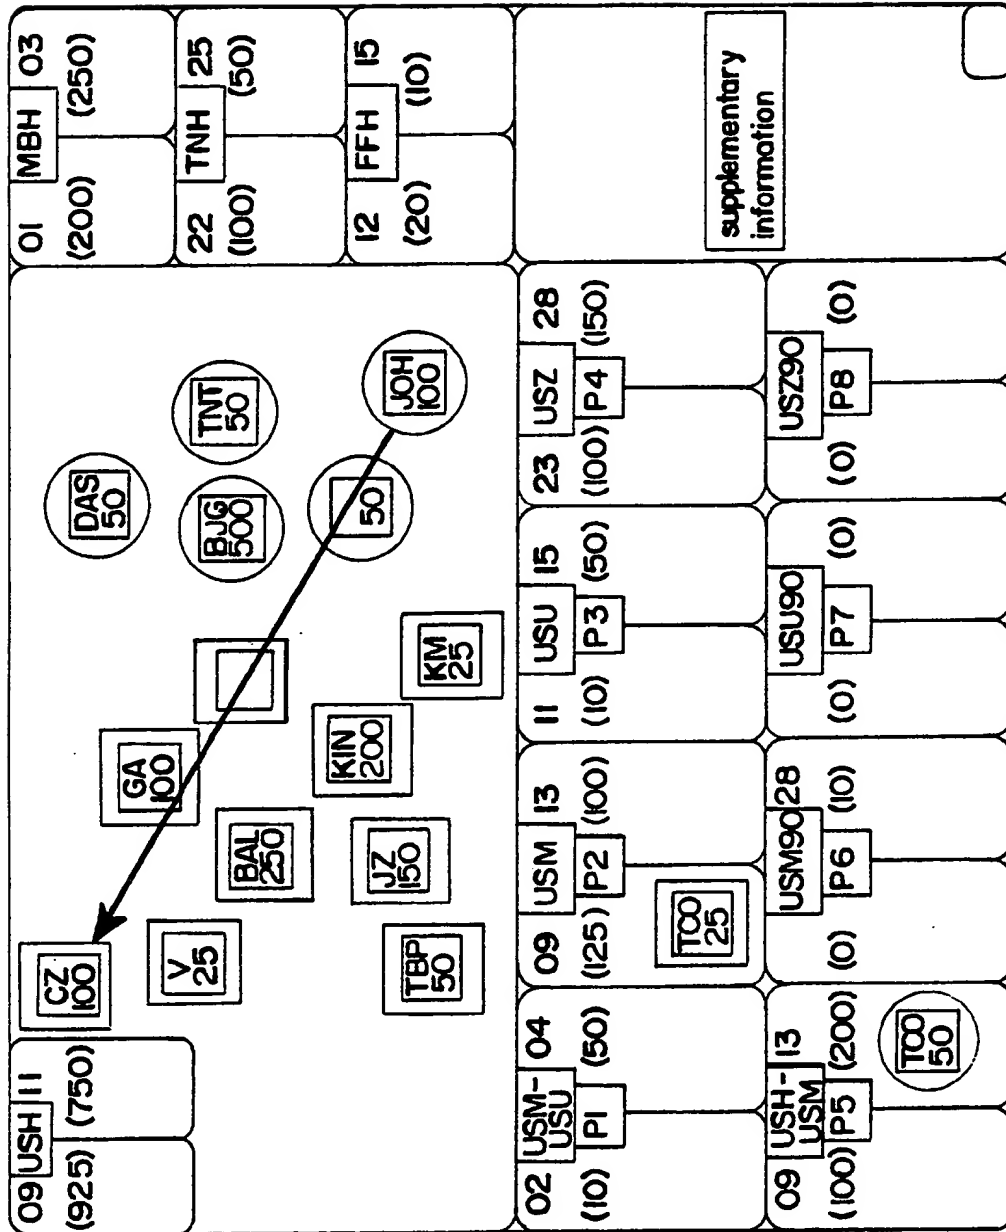 09 USH 11
(925) (750)
CZ
100
V
25
TBP
50
GA
100
BAL
250
JZ
150
KIN
200
KM
25
DAS
50
BJG
500
50
TNT
50
JOH
100
01 MBH 03
(200) (250)
22 TNH 25
(100) (50)
12 FFH 15
(20) (10)
02 USM-
USU 04
(10) P1 (50)
09 USM 13
(125) P2 (100)
TCO
25
11 USU 15
(10) P3 (50)
23 USZ 28
(100) P4 (150)
09 USH-
USM 13
(100) P5 (200)
TCO
50
USM90 28
(0) P6 (10)
USU90
(0) P7 (0)
USZ90
(0) P8 (0)
supplementary
information